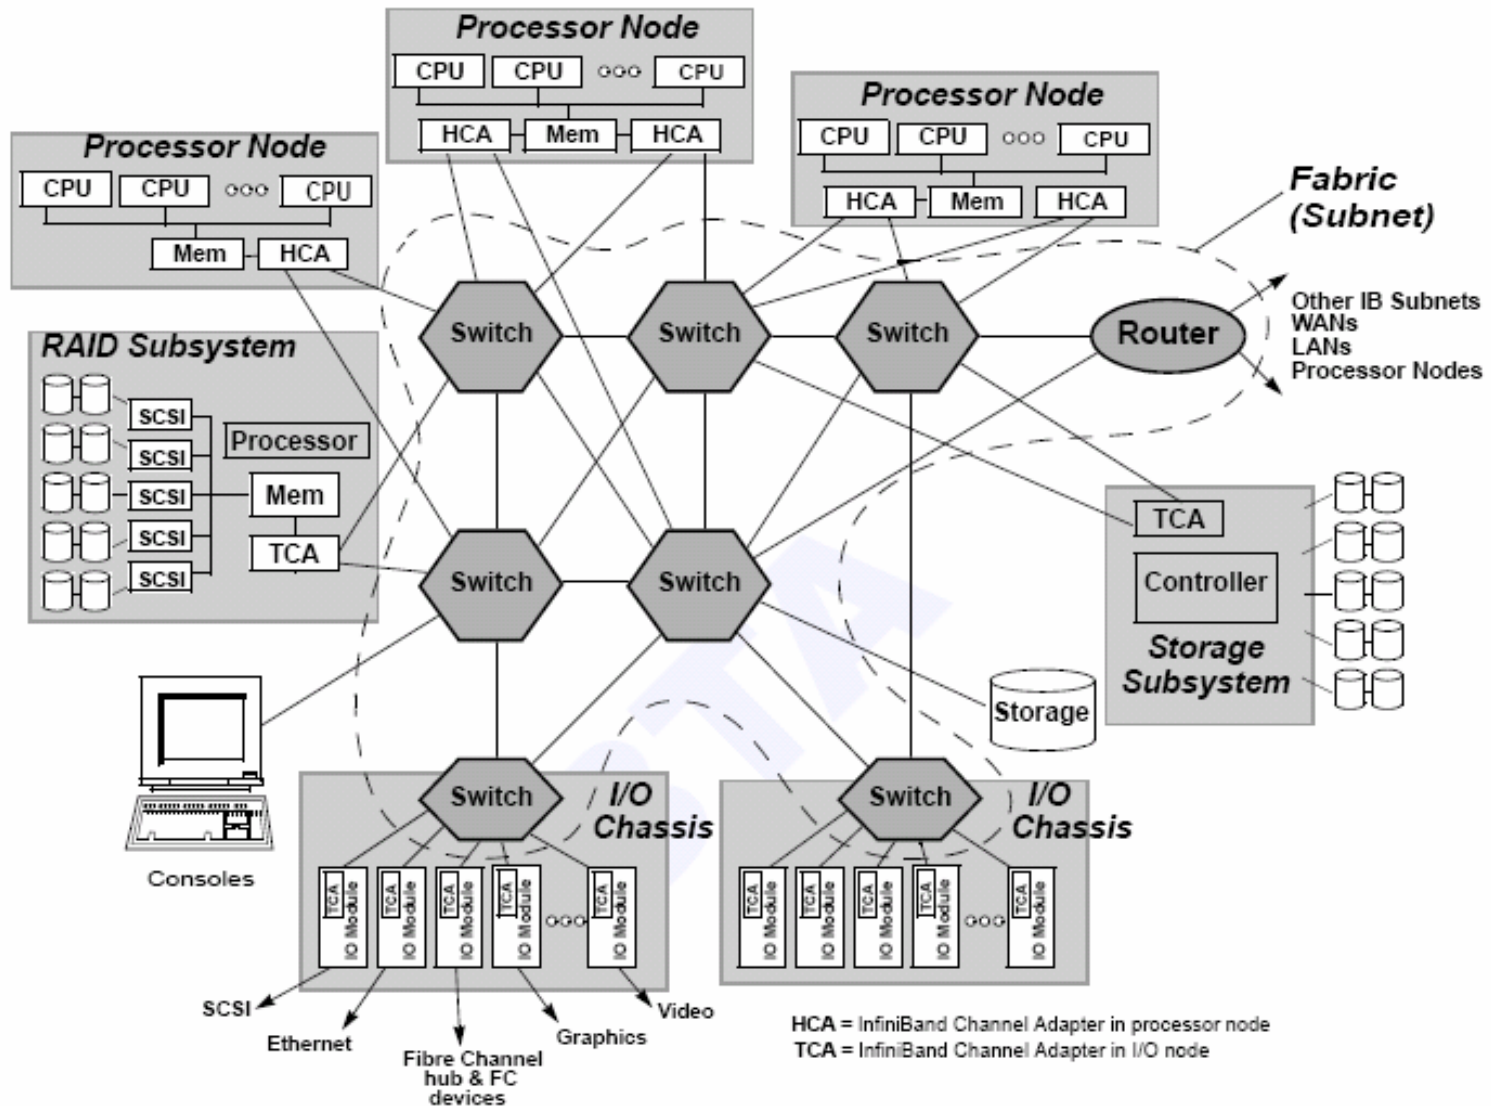 Processor Node
CPU CPU CPU
HCA Mem HCA
Processor Node
CPU CPU CPU
HCA Mem HCA
Processor Node
CPU CPU CPU
Mem HCA
Fabric
(Subnet)
Switch Switch Switch Router
Other IB Subnets
WANs
LANs
Processor Nodes
RAID Subsystem
SCSI
SCSI
SCSI
SCSI
SCSI
Processor
Mem
TCA
Switch Switch
TCA
Controller
Storage
Subsystem
Storage
Consoles
Switch
I/O
Chassis
TCA
IO Module
TCA
IO Module
TCA
IO Module
TCA
IO Module
TCA
IO Module
SCSI
Ethernet
Fibre Channel
hub & FC
devices
Graphics
Video
Switch
I/O
Chassis
TCA
IO Module
TCA
IO Module
TCA
IO Module
TCA
IO Module
TCA
IO Module
HCA = InfiniBand Channel Adapter in processor node
TCA = InfiniBand Channel Adapter in I/O node